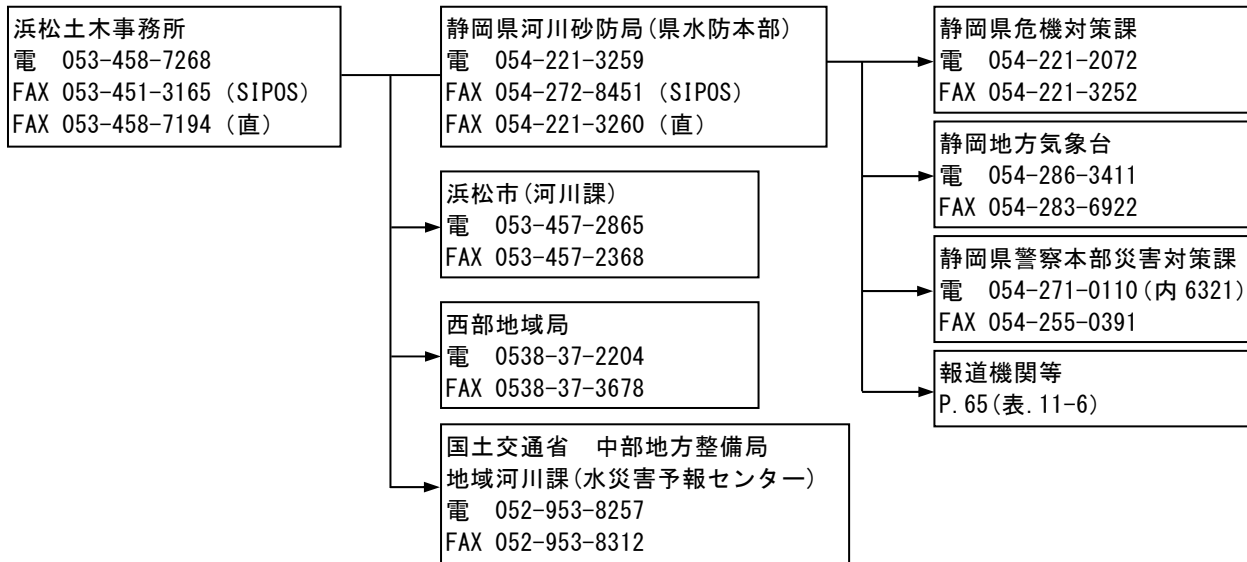 浜松土木事務所
電　053-458-7268
FAX 053-451-3165 (SIPOS)
FAX 053-458-7194 (直)
静岡県河川砂防局(県水防本部)
電　054-221-3259
FAX 054-272-8451 (SIPOS)
FAX 054-221-3260 (直)
浜松市(河川課)
電　053-457-2865
FAX 053-457-2368
西部地域局
電　0538-37-2204
FAX 0538-37-3678
国土交通省　中部地方整備局
地域河川課(水災害予報センター)
電　052-953-8257
FAX 052-953-8312
静岡県危機対策課
電　054-221-2072
FAX 054-221-3252
静岡地方気象台
電　054-286-3411
FAX 054-283-6922
静岡県警察本部災害対策課
電　054-271-0110(内 6321)
FAX 054-255-0391
報道機関等
P.65(表.11-6)